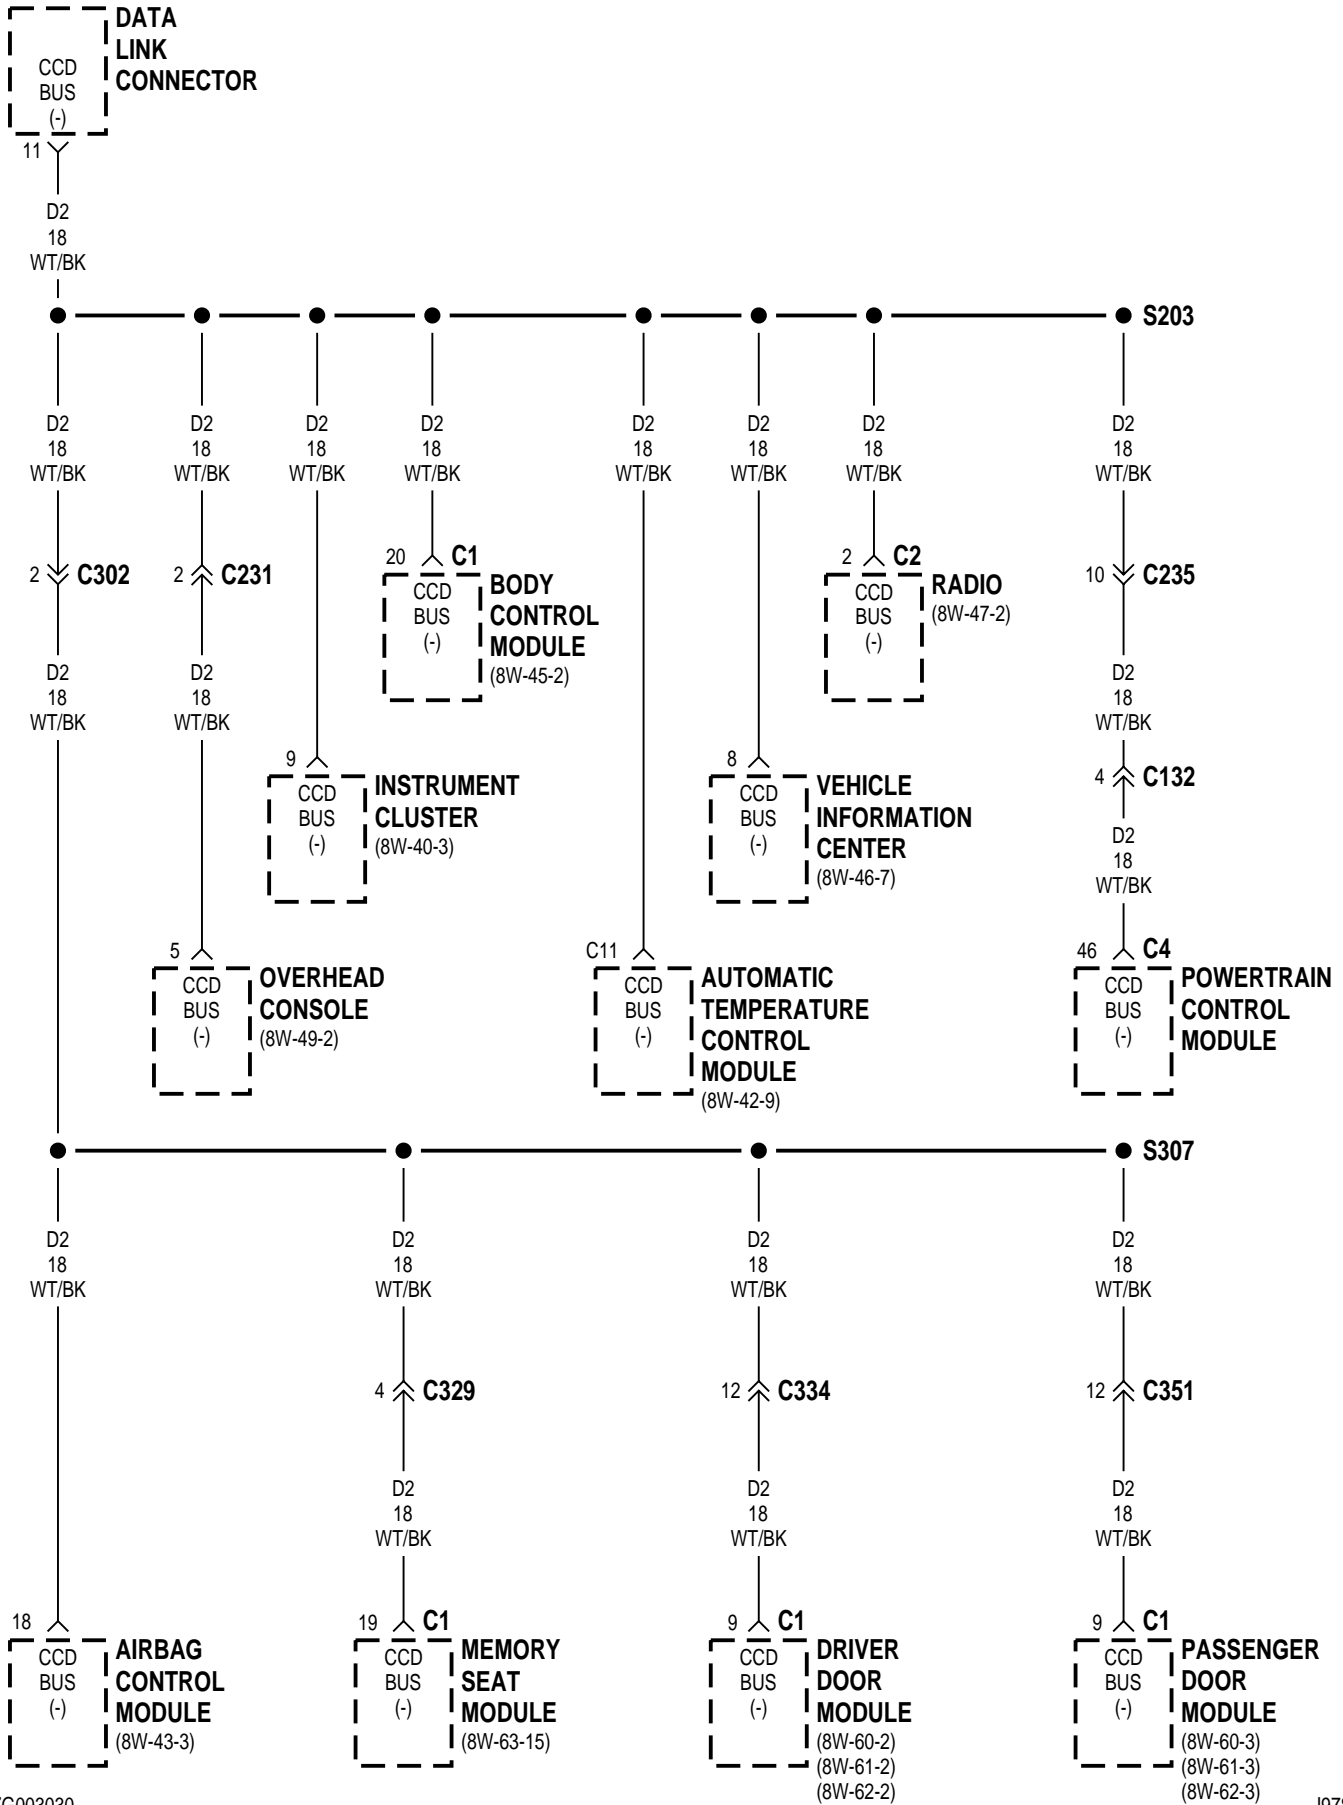 DATA
LINK
CONNECTOR
CCD
BUS
(-)
11
D2
18
WT/BK
S203
D2 D2 D2 D2 D2 D2 D2 D2
18 18 18 18 18 18 18 18
WT/BK WT/BK WT/BK WT/BK WT/BK WT/BK WT/BK WT/BK
2 C302
2 C231
20 C1
CCD
BUS
(-)
BODY
CONTROL
MODULE
(8W-45-2)
2 C2
CCD
BUS
(-)
RADIO
(8W-47-2)
10 C235
D2 D2 D2
18 18 18
WT/BK WT/BK WT/BK
9
CCD
BUS
(-)
INSTRUMENT
CLUSTER
(8W-40-3)
8
CCD
BUS
(-)
VEHICLE
INFORMATION
CENTER
(8W-46-7)
4 C132
D2
18
WT/BK
5
CCD
BUS
(-)
OVERHEAD
CONSOLE
(8W-49-2)
C11
CCD
BUS
(-)
AUTOMATIC
TEMPERATURE
CONTROL
MODULE
(8W-42-9)
46 C4
CCD
BUS
(-)
POWERTRAIN
CONTROL
MODULE
S307
D2 D2 D2 D2
18 18 18 18
WT/BK WT/BK WT/BK WT/BK
4 C329
12 C334
12 C351
D2 D2 D2
18 18 18
WT/BK WT/BK WT/BK
18
CCD
BUS
(-)
AIRBAG
CONTROL
MODULE
(8W-43-3)
19 C1
CCD
BUS
(-)
MEMORY
SEAT
MODULE
(8W-63-15)
9 C1
CCD
BUS
(-)
DRIVER
DOOR
MODULE
(8W-60-2)
(8W-61-2)
(8W-62-2)
9 C1
CCD
BUS
(-)
PASSENGER
DOOR
MODULE
(8W-60-3)
(8W-61-3)
(8W-62-3)